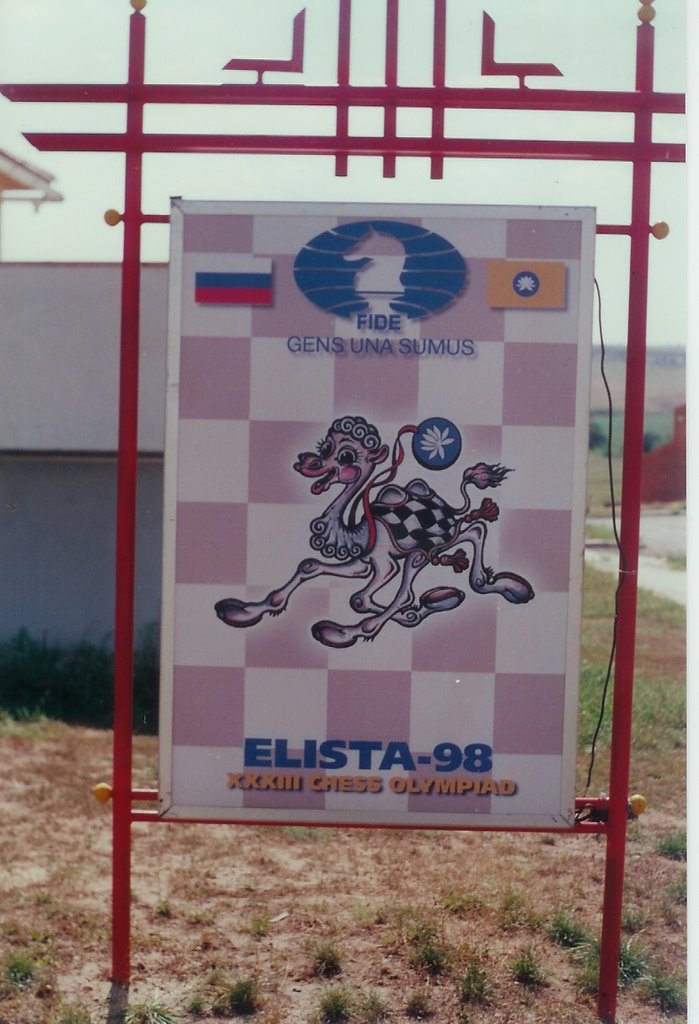 FIDE
GENS UNA SUMUS
ELISTA-98
XXXIII CHESS OLYMPIAD